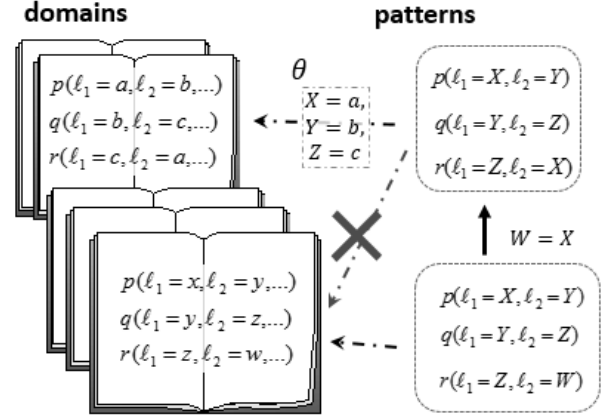 domains
patterns
p(ℓ₁ = a, ℓ₂ = b,...)
q(ℓ₁ = b, ℓ₂ = c,...)
r(ℓ₁ = c, ℓ₂ = a,...)
θ
X = a,
Y = b,
Z = c
p(ℓ₁ = X, ℓ₂ = Y)
q(ℓ₁ = Y, ℓ₂ = Z)
r(ℓ₁ = Z, ℓ₂ = X)
W = X
p(ℓ₁ = x, ℓ₂ = y,...)
q(ℓ₁ = y, ℓ₂ = z,...)
r(ℓ₁ = z, ℓ₂ = w,...)
p(ℓ₁ = X, ℓ₂ = Y)
q(ℓ₁ = Y, ℓ₂ = Z)
r(ℓ₁ = Z, ℓ₂ = W)